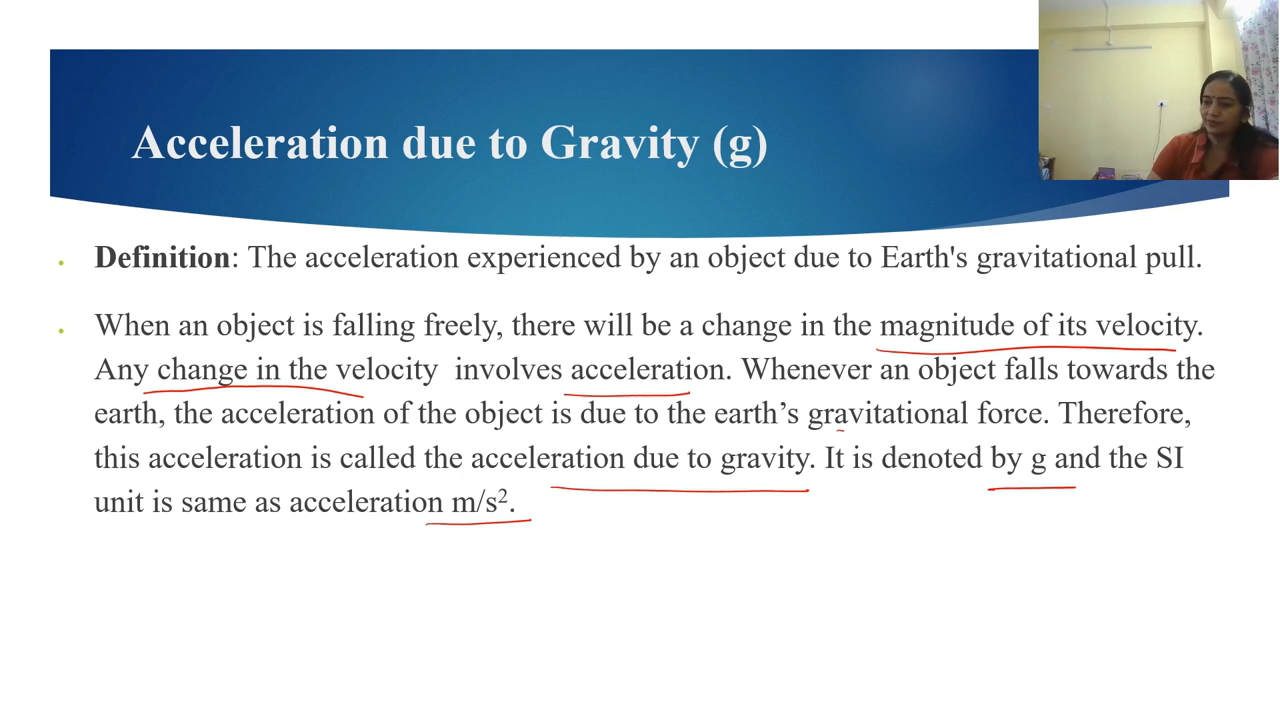 Acceleration due to Gravity (g)
Definition: The acceleration experienced by an object due to Earth's gravitational pull.
When an object is falling freely, there will be a change in the magnitude of its velocity.
Any change in the velocity  involves acceleration. Whenever an object falls towards the
earth, the acceleration of the object is due to the earth’s gravitational force. Therefore,
this acceleration is called the acceleration due to gravity. It is denoted by g and the SI
unit is same as acceleration m/s².